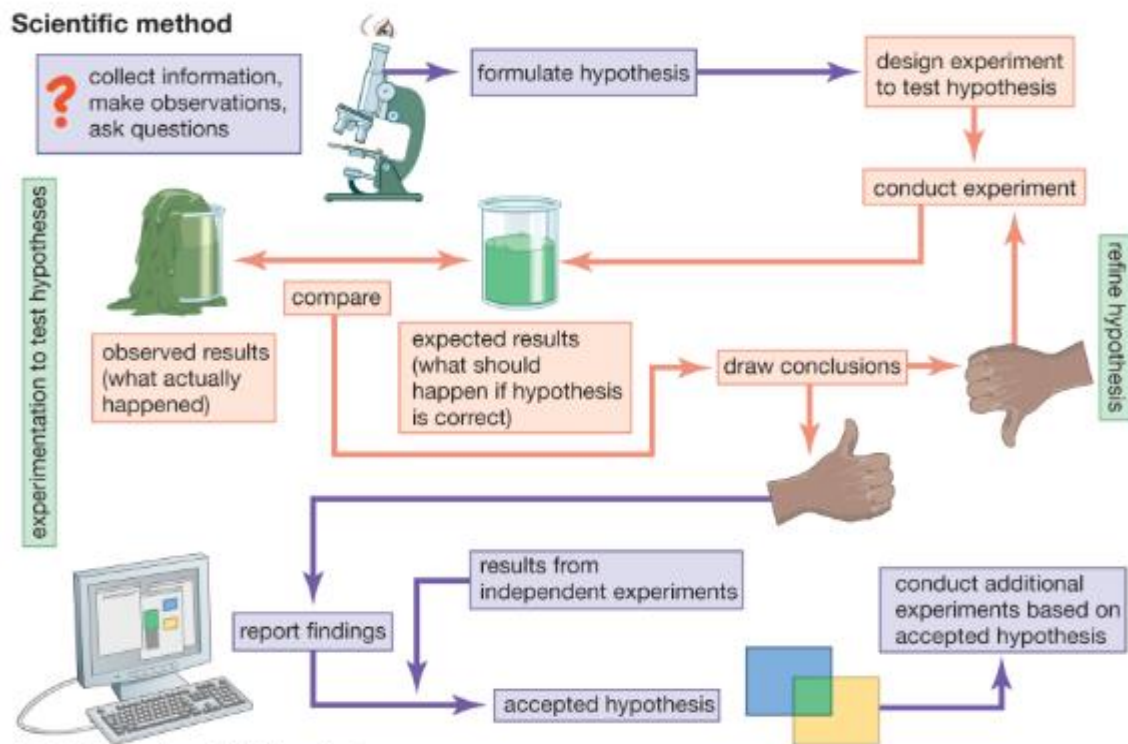 Scientific method
?
collect information,
make observations,
ask questions
formulate hypothesis
design experiment
to test hypothesis
conduct experiment
experimentation to test hypotheses
compare
observed results
(what actually
happened)
expected results
(what should
happen if hypothesis
is correct)
draw conclusions
refine hypothesis
results from
independent experiments
report findings
accepted hypothesis
conduct additional
experiments based on
accepted hypothesis